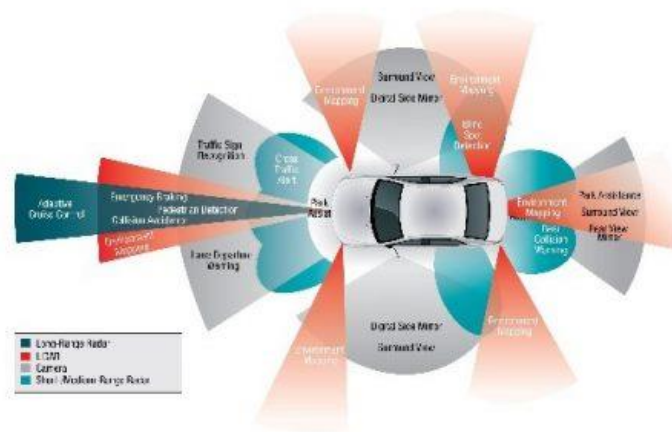 Environment
Mapping
Surround View
Digital Side Mirror
Environment
Mapping
Blind
Spot
Detection
Traffic Sign
Recognition
Cross
Traffic
Alert
Adaptive
Cruise Control
Emergency Braking
Pedestrian Detection
Collision Avoidance
Environment
Mapping
Park
Assist
Environment
Mapping
Park Assistance
Surround View
Rear View
Mirror
Rear
Collision
Warning
Lane Departure
Warning
Digital Side Mirror
Surround View
Environment
Mapping
Environment
Mapping
Long-Range Radar
LIDAR
Camera
Short-/Medium-Range Radar